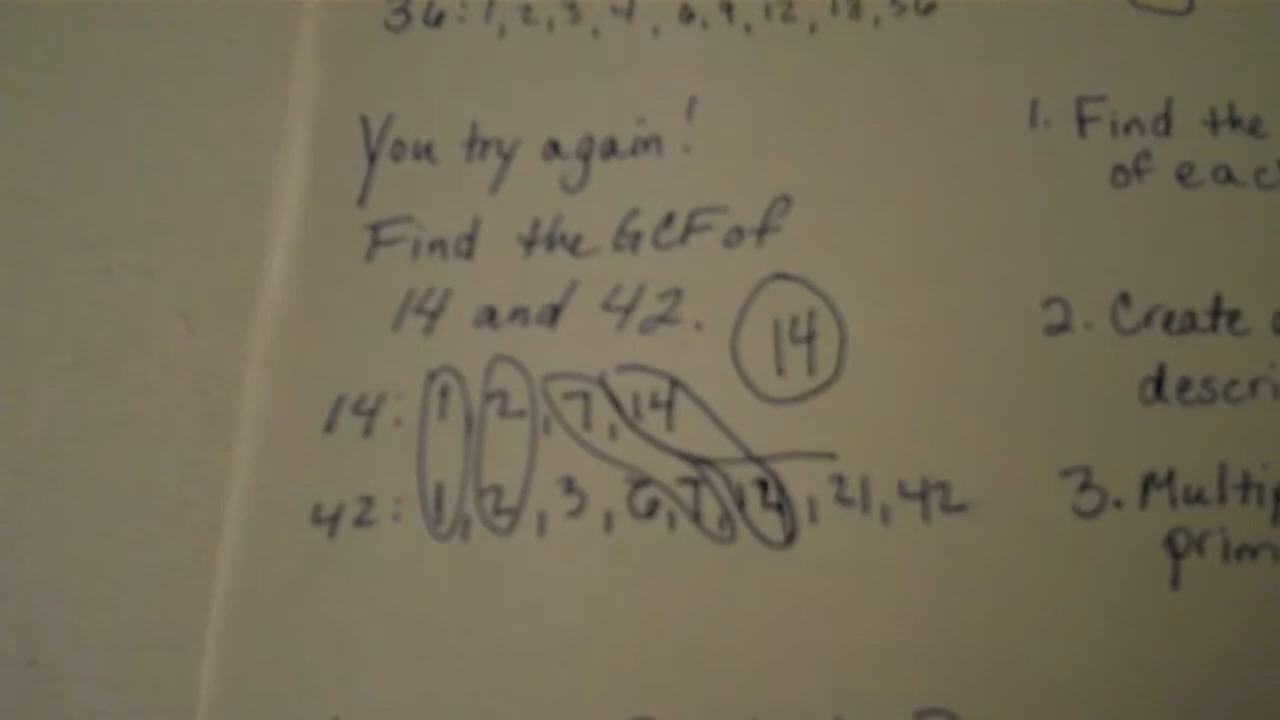 36: 1, 2, 3, 4, 6, 9, 12, 18, 36
You try again!
Find the GCF of
14 and 42.
14
14: 1, 2, 7, 14
42: 1, 2, 3, 6, 7, 14, 21, 42
1. Find the
of eac
2. Create
descri
3. Multip
prim